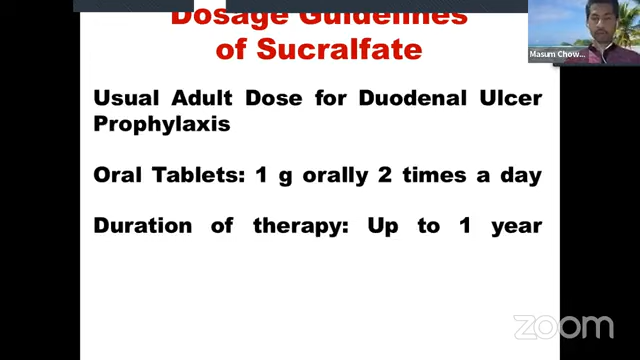 Dosage Guidelines
of Sucralfate
Masum Chow...
Usual Adult Dose for Duodenal Ulcer
Prophylaxis
Oral Tablets: 1 g orally 2 times a day
Duration of therapy: Up to 1 year
zoom